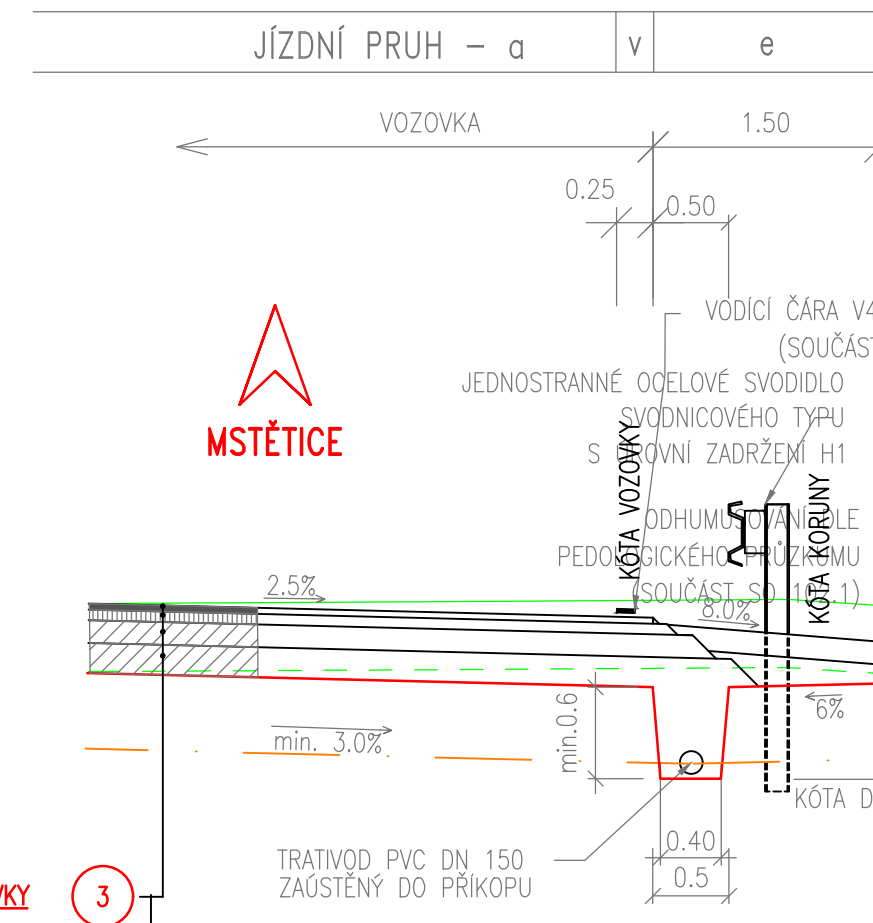 JÍZDNÍ PRUH – a
v
e
VOZOVKA
1.50
0.25
0.50
VODÍCÍ ČÁRA V4
(SOUČÁST
JEDNOSTRANNÉ OCELOVÉ SVODIDLO
SVODNICOVÉHO TYPU
S ÚROVNÍ ZADRŽENÍ H1
MSTĚTICE
KÓTA VOZOVKY
KÓTA KORUNY
ODHUMUSOVÁNÍ DLE
PEDOLOGICKÉHO PRŮZKUMU
(SOUČÁST SO
2.5%
8.0%
min.0.6
6%
min. 3.0%
KÓTA
TRATIVOD PVC DN 150
ZAÚSTĚNÝ DO PŘÍKOPU
0.40
0.5
VKY
3